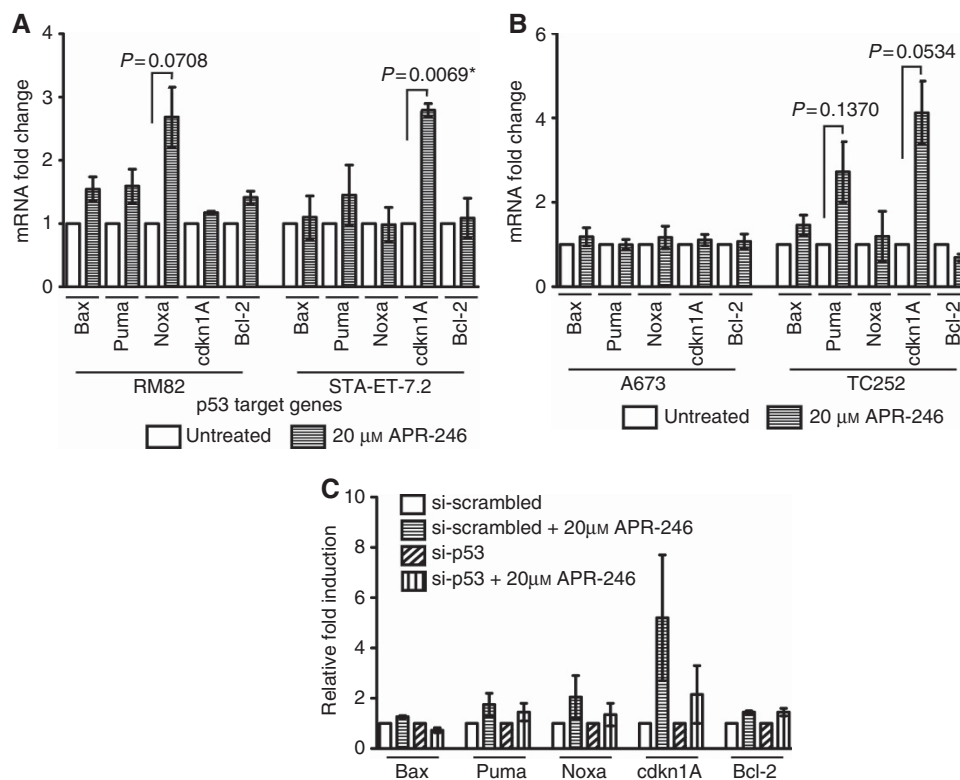 A
mRNA fold change
4
3
2
1
0
P=0.0708
P=0.0069*
Bax
Puma
Noxa
cdkn1A
Bcl-2
Bax
Puma
Noxa
cdkn1A
Bcl-2
RM82
STA-ET-7.2
p53 target genes
Untreated
20 μM APR-246
B
mRNA fold change
6
4
2
0
P=0.1370
P=0.0534
Bax
Puma
Noxa
cdkn1A
Bcl-2
Bax
Puma
Noxa
cdkn1A
Bcl-2
A673
TC252
Untreated
20 μM APR-246
C
Relative fold induction
10
8
6
4
2
0
si-scrambled
si-scrambled + 20μM APR-246
si-p53
si-p53 + 20μM APR-246
Bax
Puma
Noxa
cdkn1A
Bcl-2